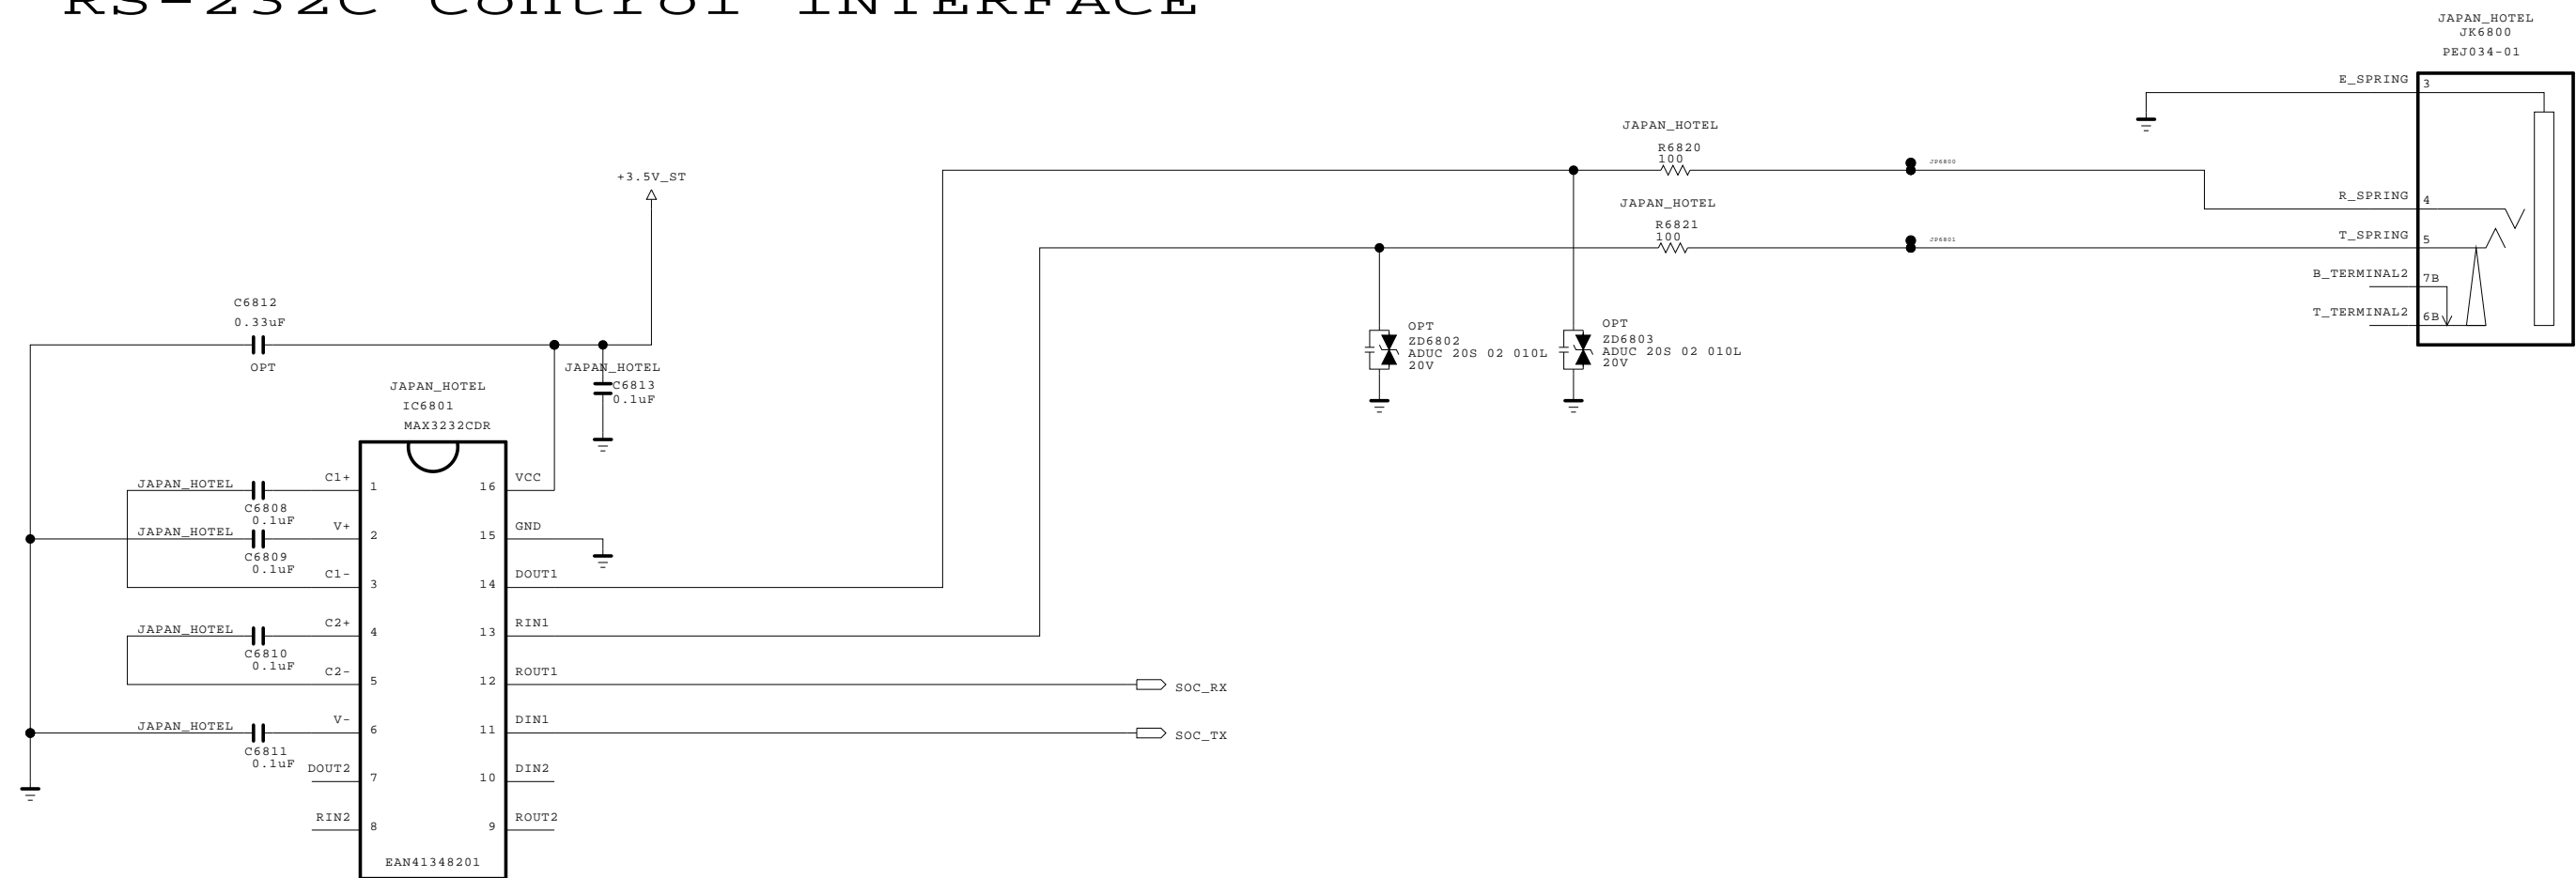 RS-232C Control INTERFACE
JAPAN_HOTEL
JK6800
PEJ034-01
E_SPRING
3
R_SPRING
4
T_SPRING
5
B_TERMINAL2
7B
T_TERMINAL2
6B
JAPAN_HOTEL
R6820
100
JP6800
JAPAN_HOTEL
R6821
100
JP6801
+3.5V_ST
C6812
0.33uF
OPT
JAPAN_HOTEL
C6813
0.1uF
OPT
ZD6802
ADUC 20S 02 010L
20V
OPT
ZD6803
ADUC 20S 02 010L
20V
JAPAN_HOTEL
IC6801
MAX3232CDR
JAPAN_HOTEL
C6808
0.1uF
C1+
1
16
VCC
JAPAN_HOTEL
C6809
0.1uF
V+
2
15
GND
C1-
3
14
DOUT1
JAPAN_HOTEL
C6810
0.1uF
C2+
4
13
RIN1
C2-
5
12
ROUT1
SOC_RX
JAPAN_HOTEL
C6811
0.1uF
V-
6
11
DIN1
SOC_TX
DOUT2
7
10
DIN2
RIN2
8
9
ROUT2
EAN41348201